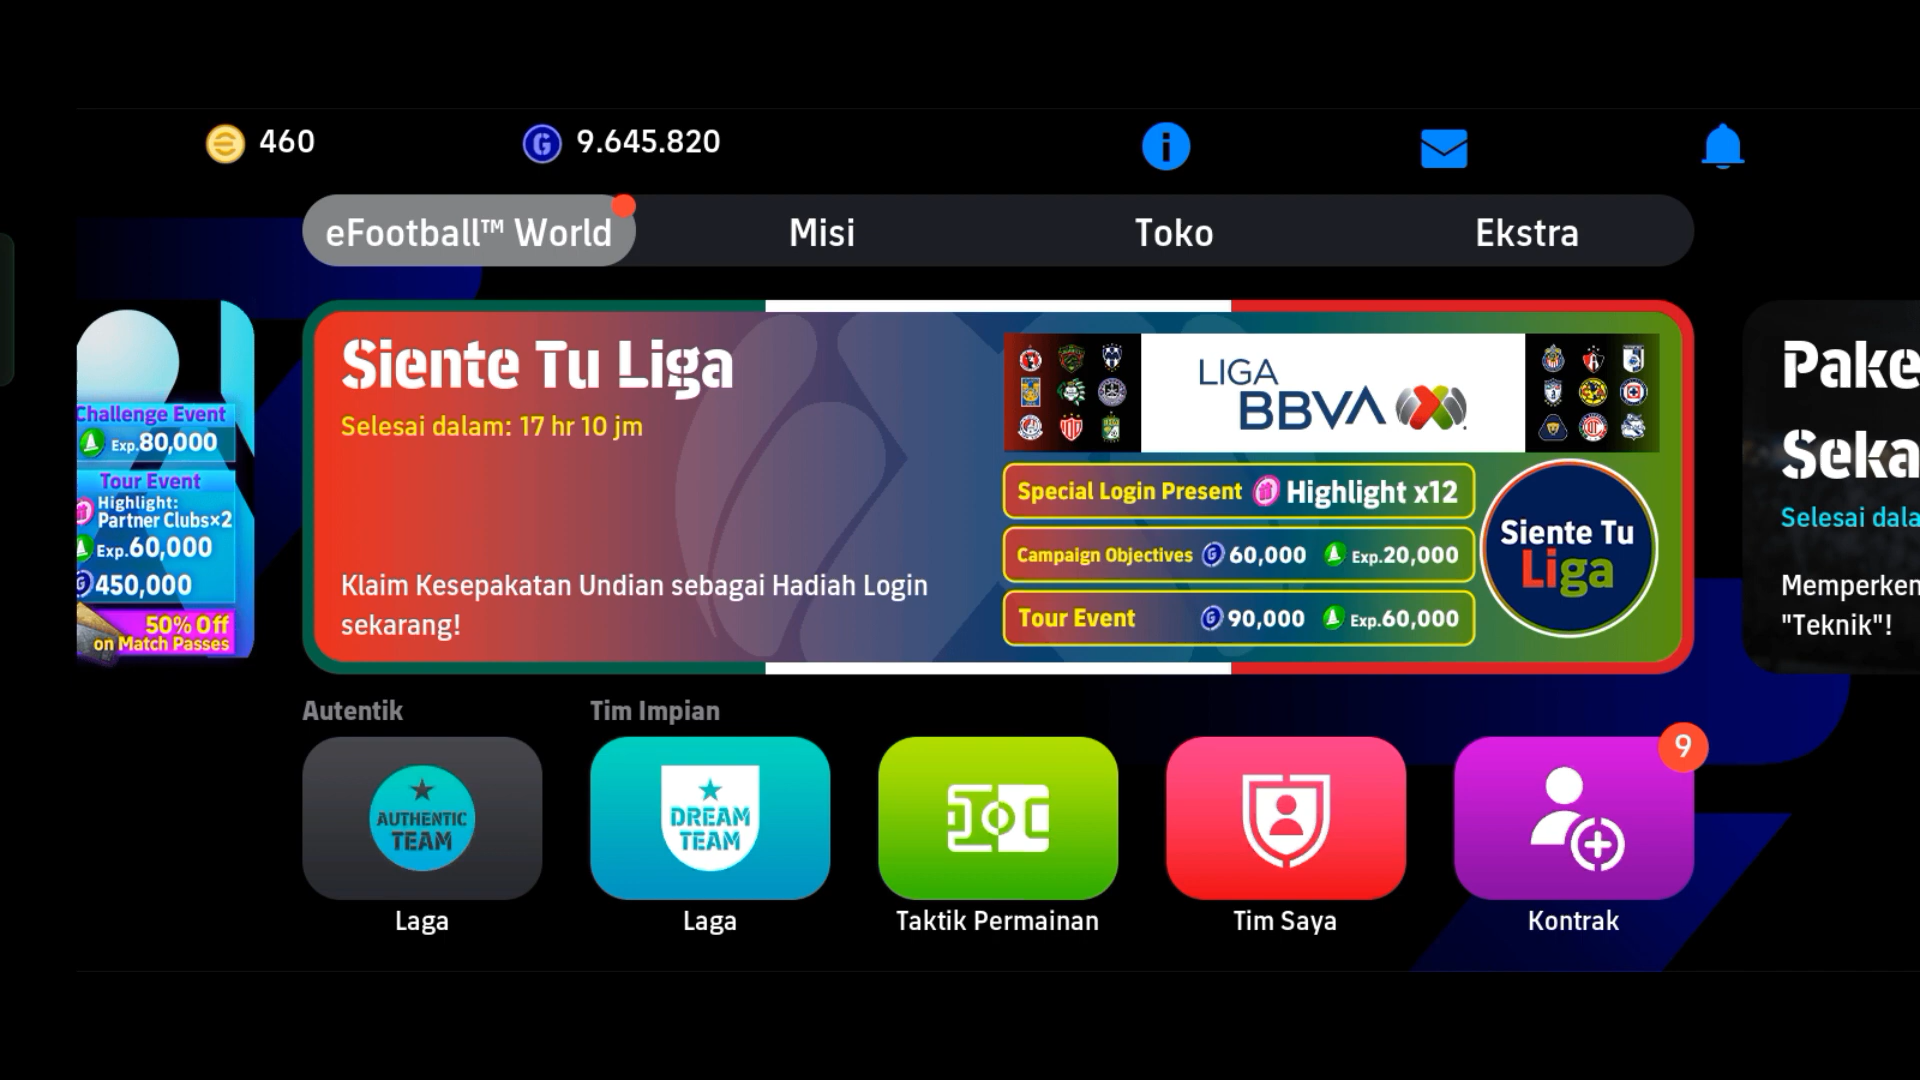 460
9.645.820
eFootball™ World
Misi
Toko
Ekstra
Challenge Event
Exp.80,000
Tour Event
Highlight:
Partner Clubs×2
Exp.60,000
450,000
50% Off
on Match Passes
Siente Tu Liga
Selesai dalam: 17 hr 10 jm
Klaim Kesepakatan Undian sebagai Hadiah Login
sekarang!
LIGA
BBVA
Special Login Present Highlight x12
Campaign Objectives 60,000 Exp.20,000
Tour Event 90,000 Exp.60,000
Siente Tu
Liga
Pake
Seka
Selesai dala
Memperken
"Teknik"!
Autentik
Tim Impian
AUTHENTIC
TEAM
DREAM
TEAM
9
Laga
Laga
Taktik Permainan
Tim Saya
Kontrak